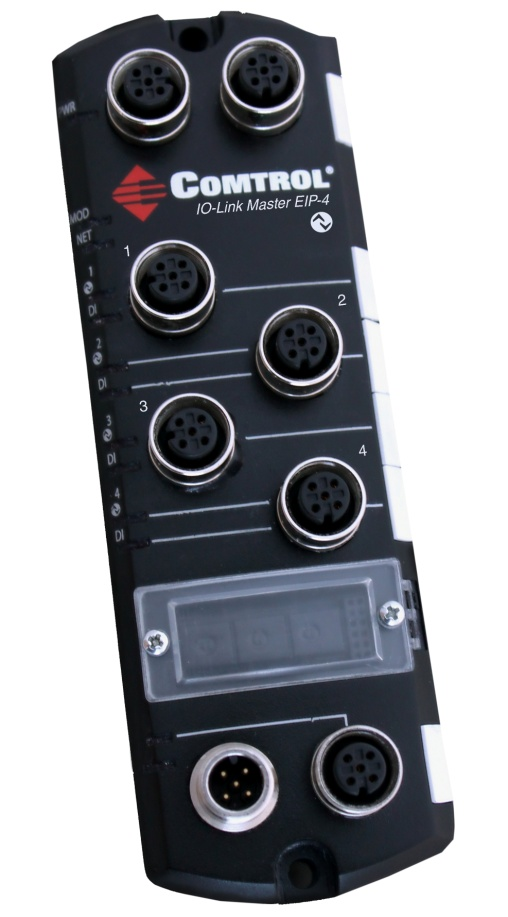 PWR
COMTROL®
IO-Link Master EIP-4
MOD
NET
1
1
DI
2
2
DI
3
3
DI
4
4
DI